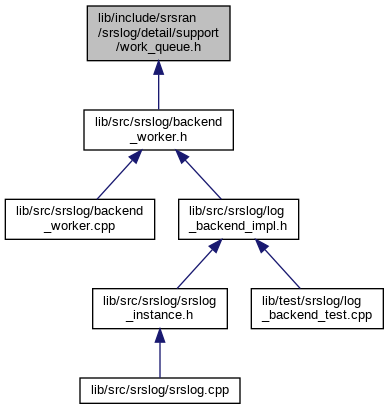 lib/include/srsran
/srslog/detail/support
/work_queue.h
lib/src/srslog/backend
_worker.h
lib/src/srslog/backend
_worker.cpp
lib/src/srslog/log
_backend_impl.h
lib/src/srslog/srslog
_instance.h
lib/test/srslog/log
_backend_test.cpp
lib/src/srslog/srslog.cpp